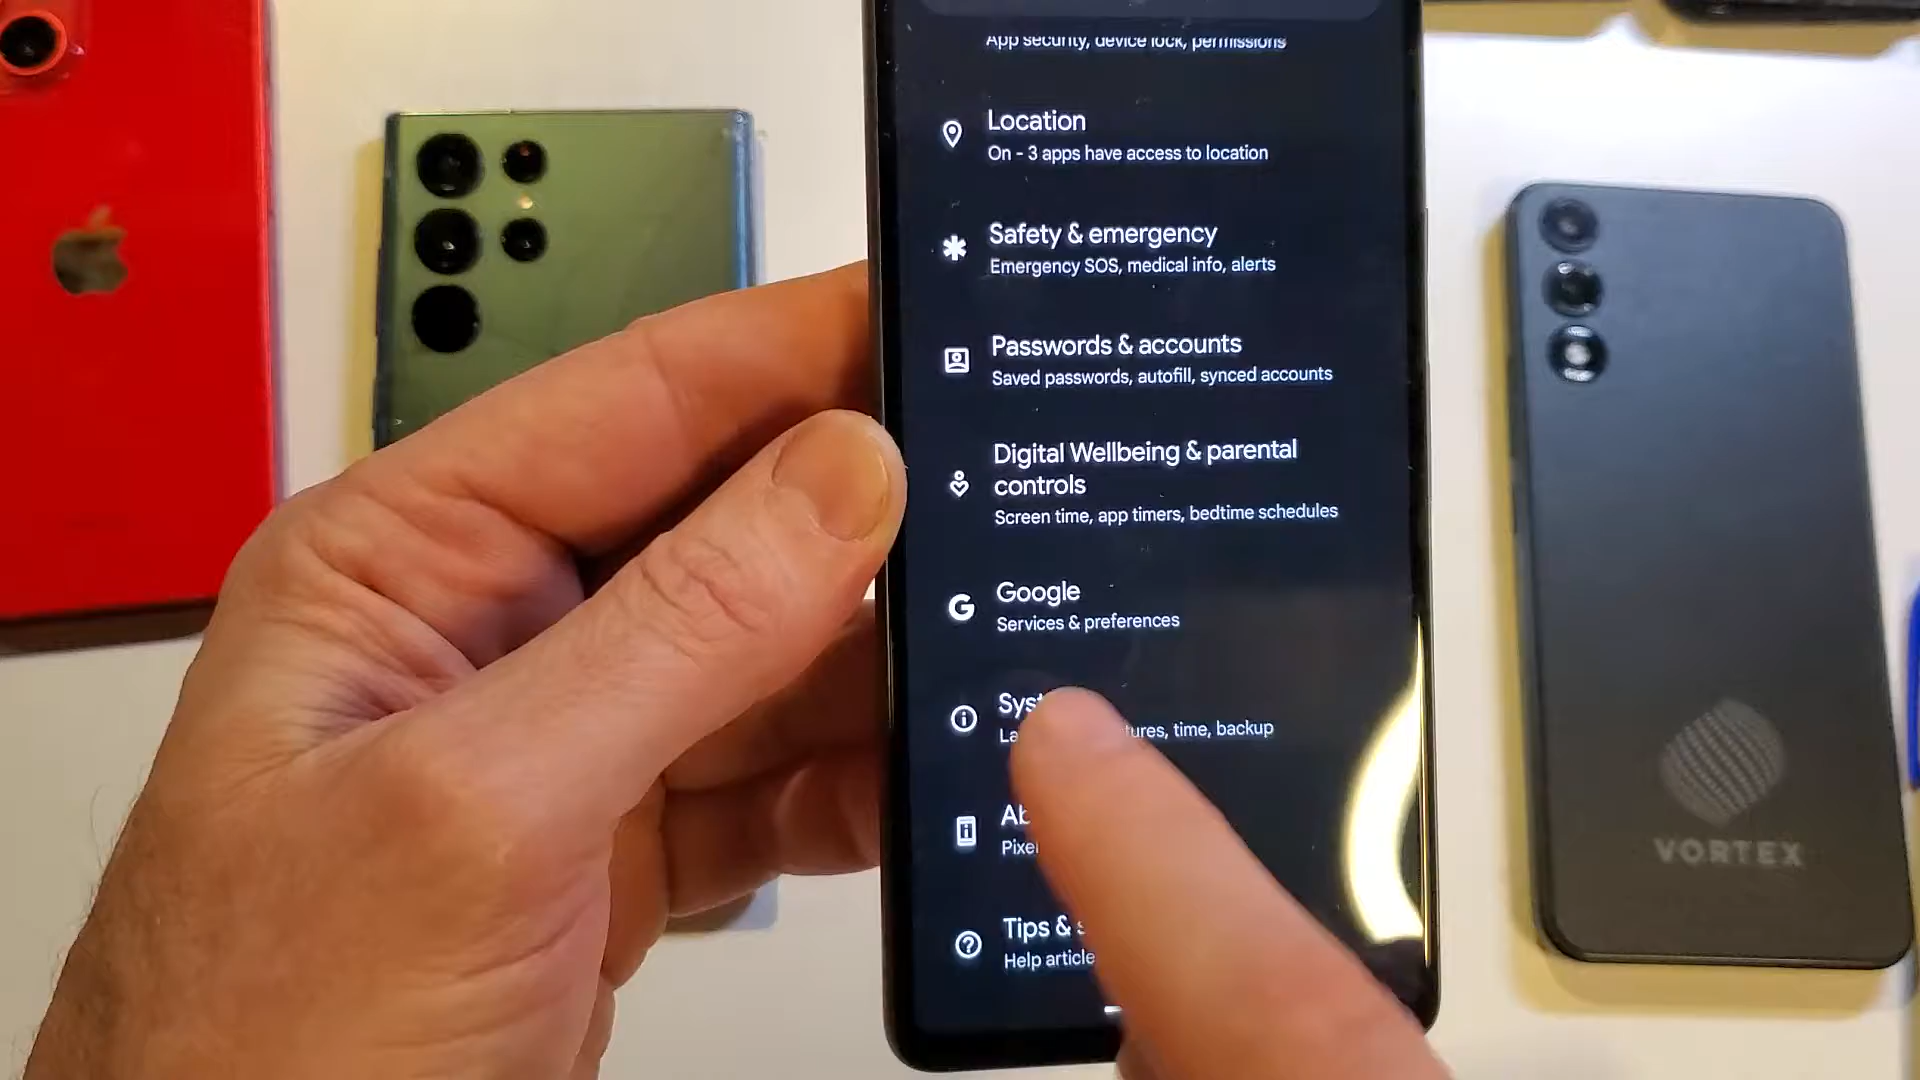 App security, device lock, permissions
Location
On - 3 apps have access to location
Safety & emergency
Emergency SOS, medical info, alerts
Passwords & accounts
Saved passwords, autofill, synced accounts
Digital Wellbeing & parental
controls
Screen time, app timers, bedtime schedules
Google
Services & preferences
time, backup
Tips &
Help article
VORTEX